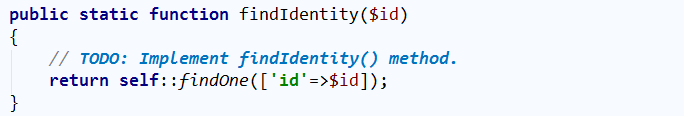 public static function findIdentity($id)
{
    // TODO: Implement findIdentity() method.
    return self::findOne(['id'=>$id]);
}